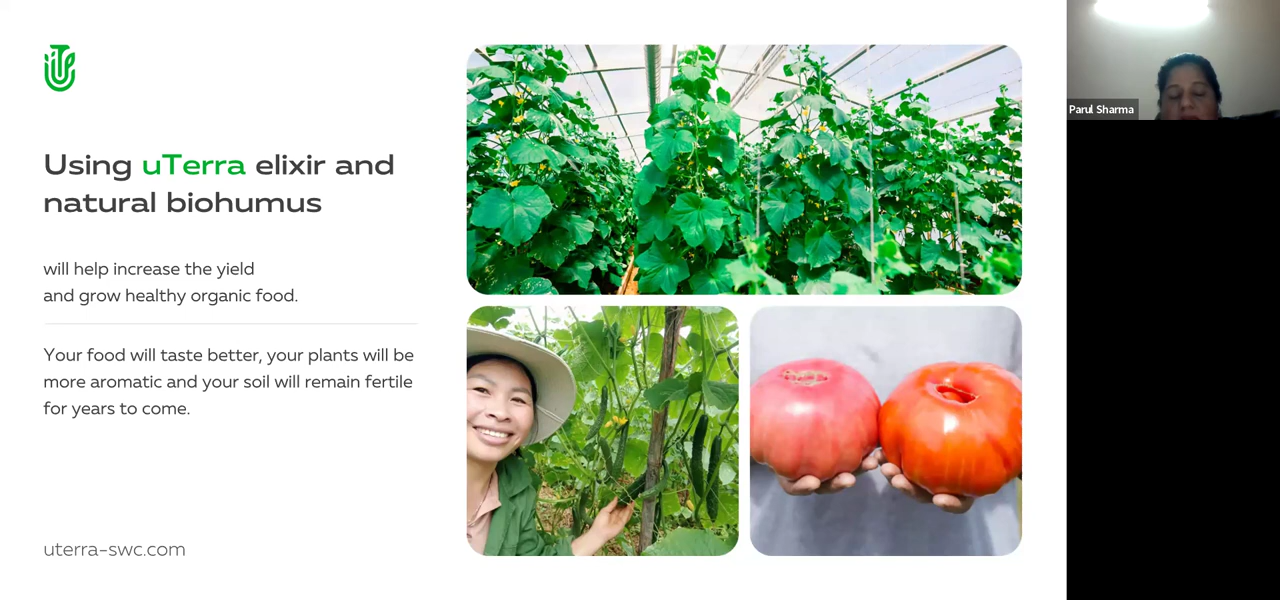 Using uTerra elixir and
natural biohumus
will help increase the yield
and grow healthy organic food.
Your food will taste better, your plants will be
more aromatic and your soil will remain fertile
for years to come.
uterra-swc.com
Parul Sharma